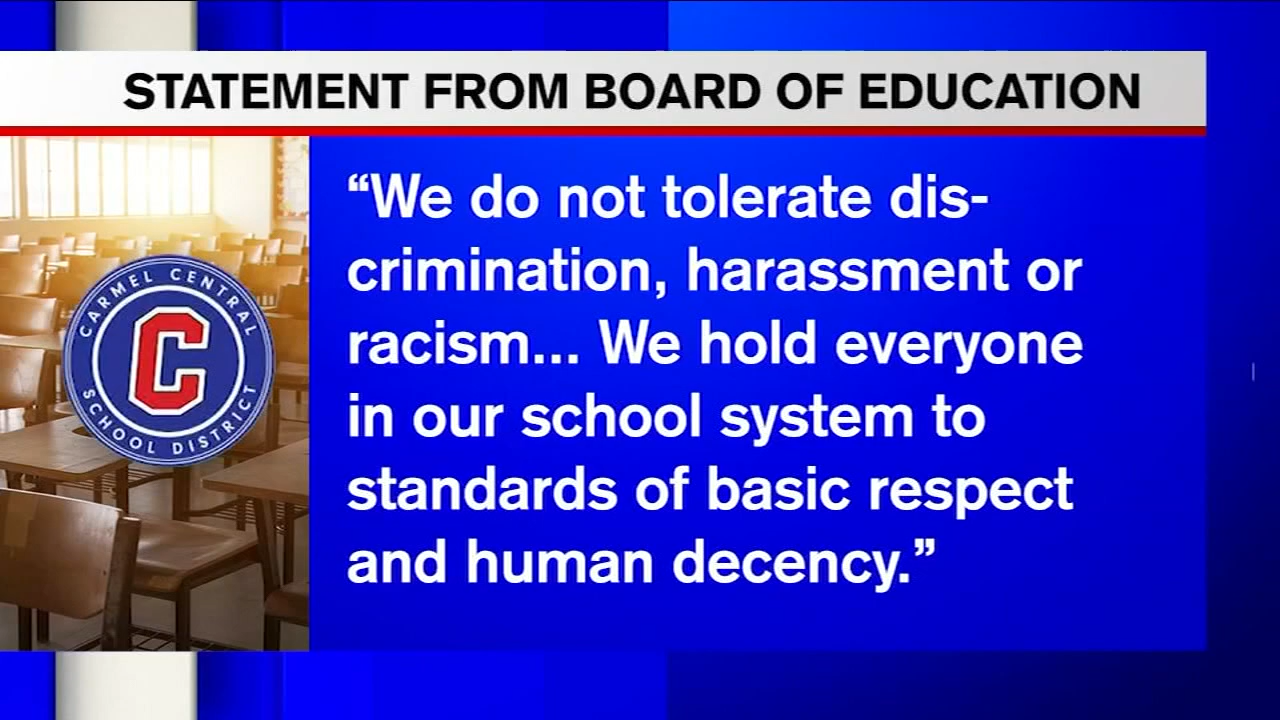 STATEMENT FROM BOARD OF EDUCATION
CARMEL CENTRAL
C
SCHOOL DISTRICT
“We do not tolerate dis-
crimination, harassment or
racism... We hold everyone
in our school system to
standards of basic respect
and human decency.”